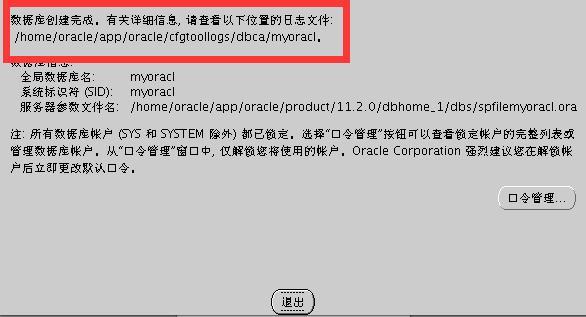 数据库创建完成。有关详细信息, 请查看以下位置的日志文件:
/home/oracle/app/oracle/cfgtoollogs/dbca/myoracl。
数据库信息:
全局数据库名: myoracl
系统标识符 (SID): myoracl
服务器参数文件名: /home/oracle/app/oracle/product/11.2.0/dbhome_1/dbs/spfilemyoracl.ora
注: 所有数据库帐户 (SYS 和 SYSTEM 除外) 都已锁定。选择“口令管理”按钮可以查看锁定帐户的完整列表或
管理数据库帐户。从“口令管理”窗口中, 仅解锁您将使用的帐户。Oracle Corporation 强烈建议您在解锁帐
户后立即更改默认口令。
口令管理...
退出